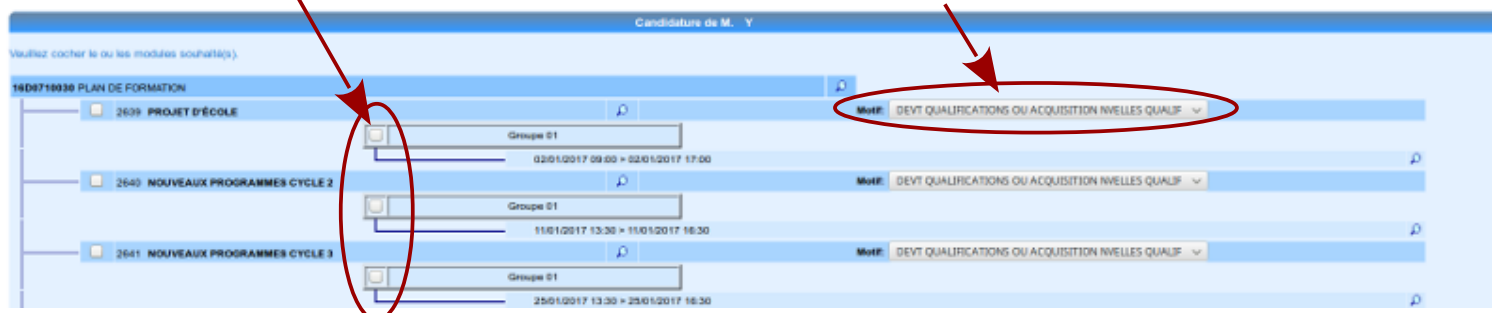 Candidature de M. Y
Veuillez cocher le ou les modules souhaité(s).
16D0710030 PLAN DE FORMATION
2639 PROJET D'ÉCOLE Motif: DEVT QUALIFICATIONS OU ACQUISITION NVELLES QUALIF
Groupe 01
02/01/2017 09:00 > 02/01/2017 17:00
2640 NOUVEAUX PROGRAMMES CYCLE 2 Motif: DEVT QUALIFICATIONS OU ACQUISITION NVELLES QUALIF
Groupe 01
11/01/2017 13:30 > 11/01/2017 16:30
2641 NOUVEAUX PROGRAMMES CYCLE 3 Motif: DEVT QUALIFICATIONS OU ACQUISITION NVELLES QUALIF
Groupe 01
25/01/2017 13:30 > 25/01/2017 16:30